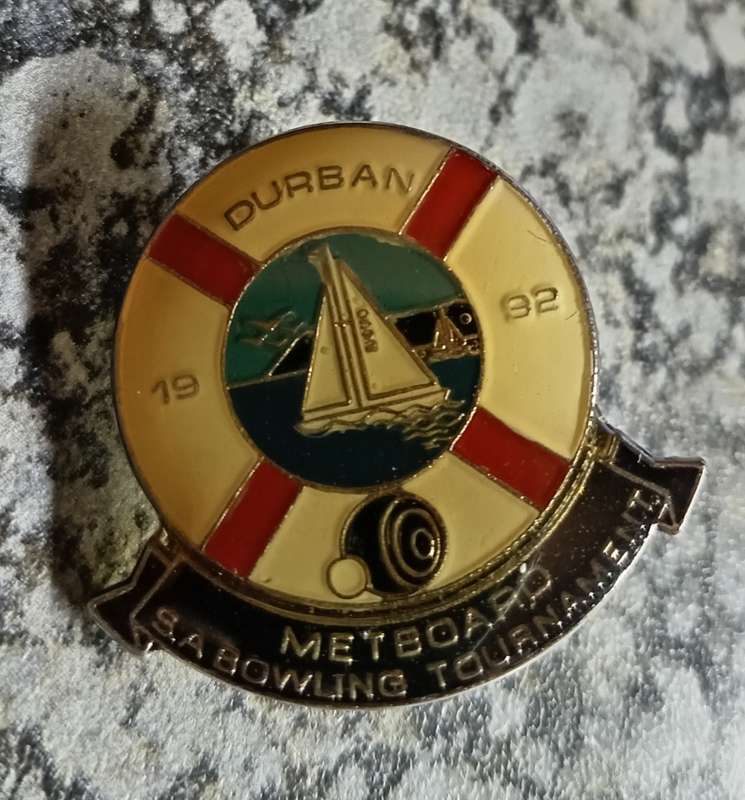 DURBAN
19 92
METBOARD
S.A BOWLING TOURNAMENT